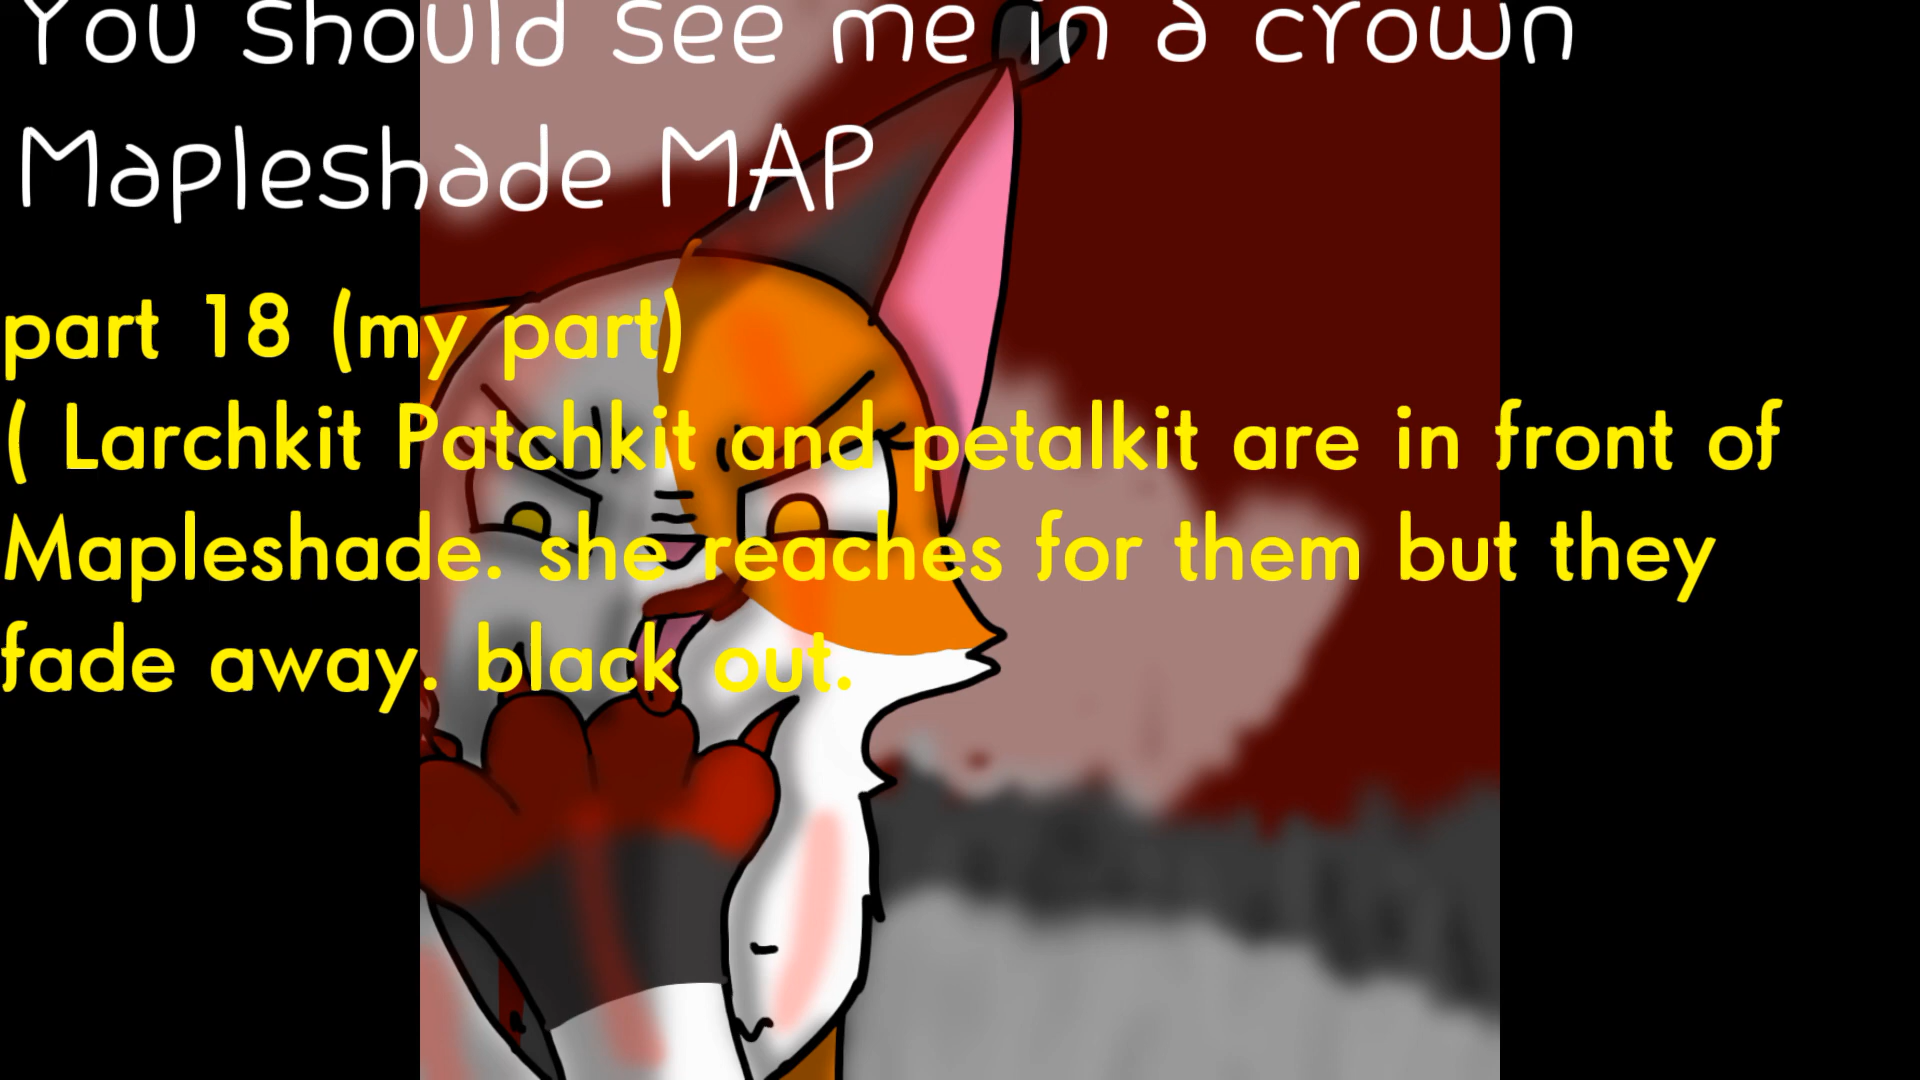 You should see me in a crown
Mapleshade MAP
part 18 (my part)
( Larchkit Patchkit and petalkit are in front of
Mapleshade. she reaches for them but they
fade away. black out.